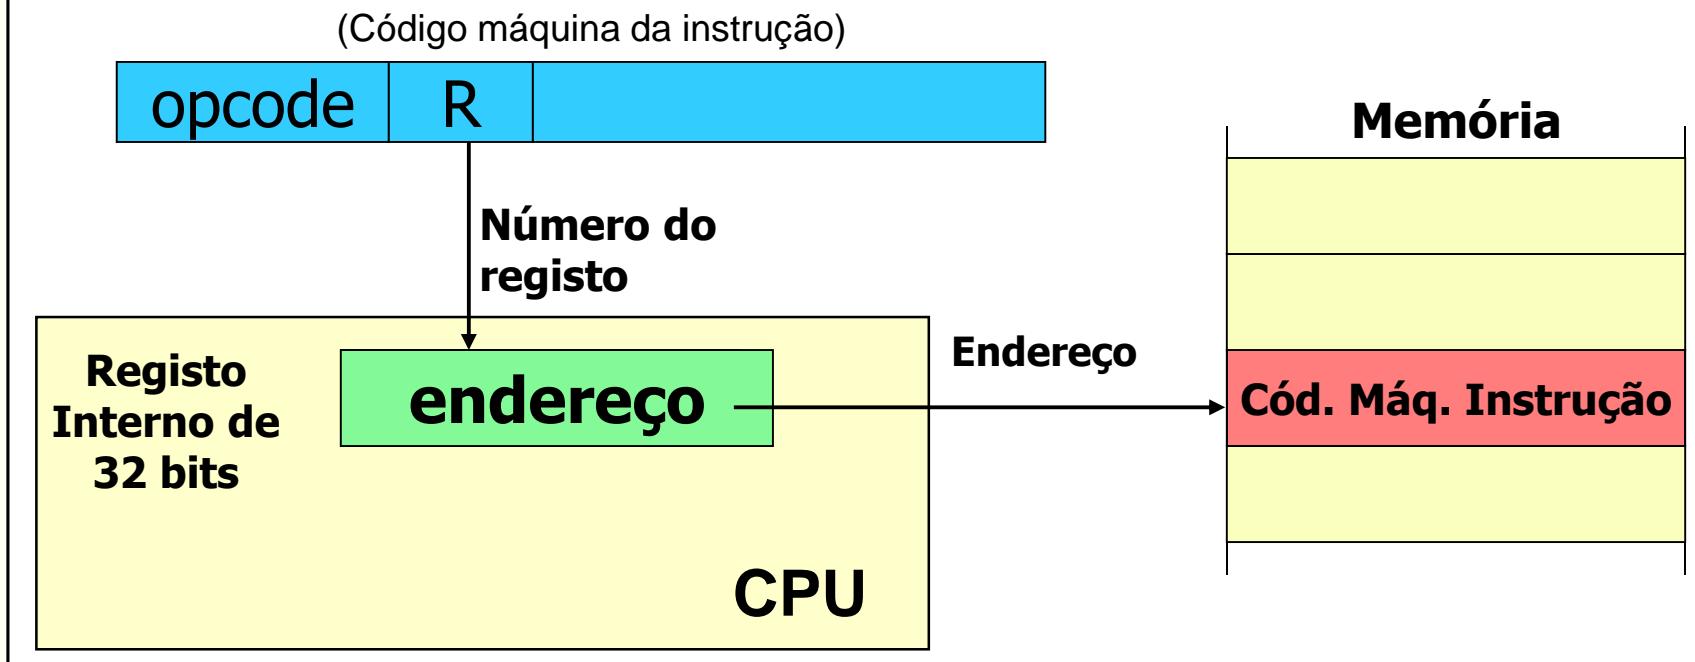 (Código máquina da instrução)
opcode R
Memória
Número do
registo
Registo
Interno de
32 bits
endereço
Endereço
Cód. Máq. Instrução
CPU